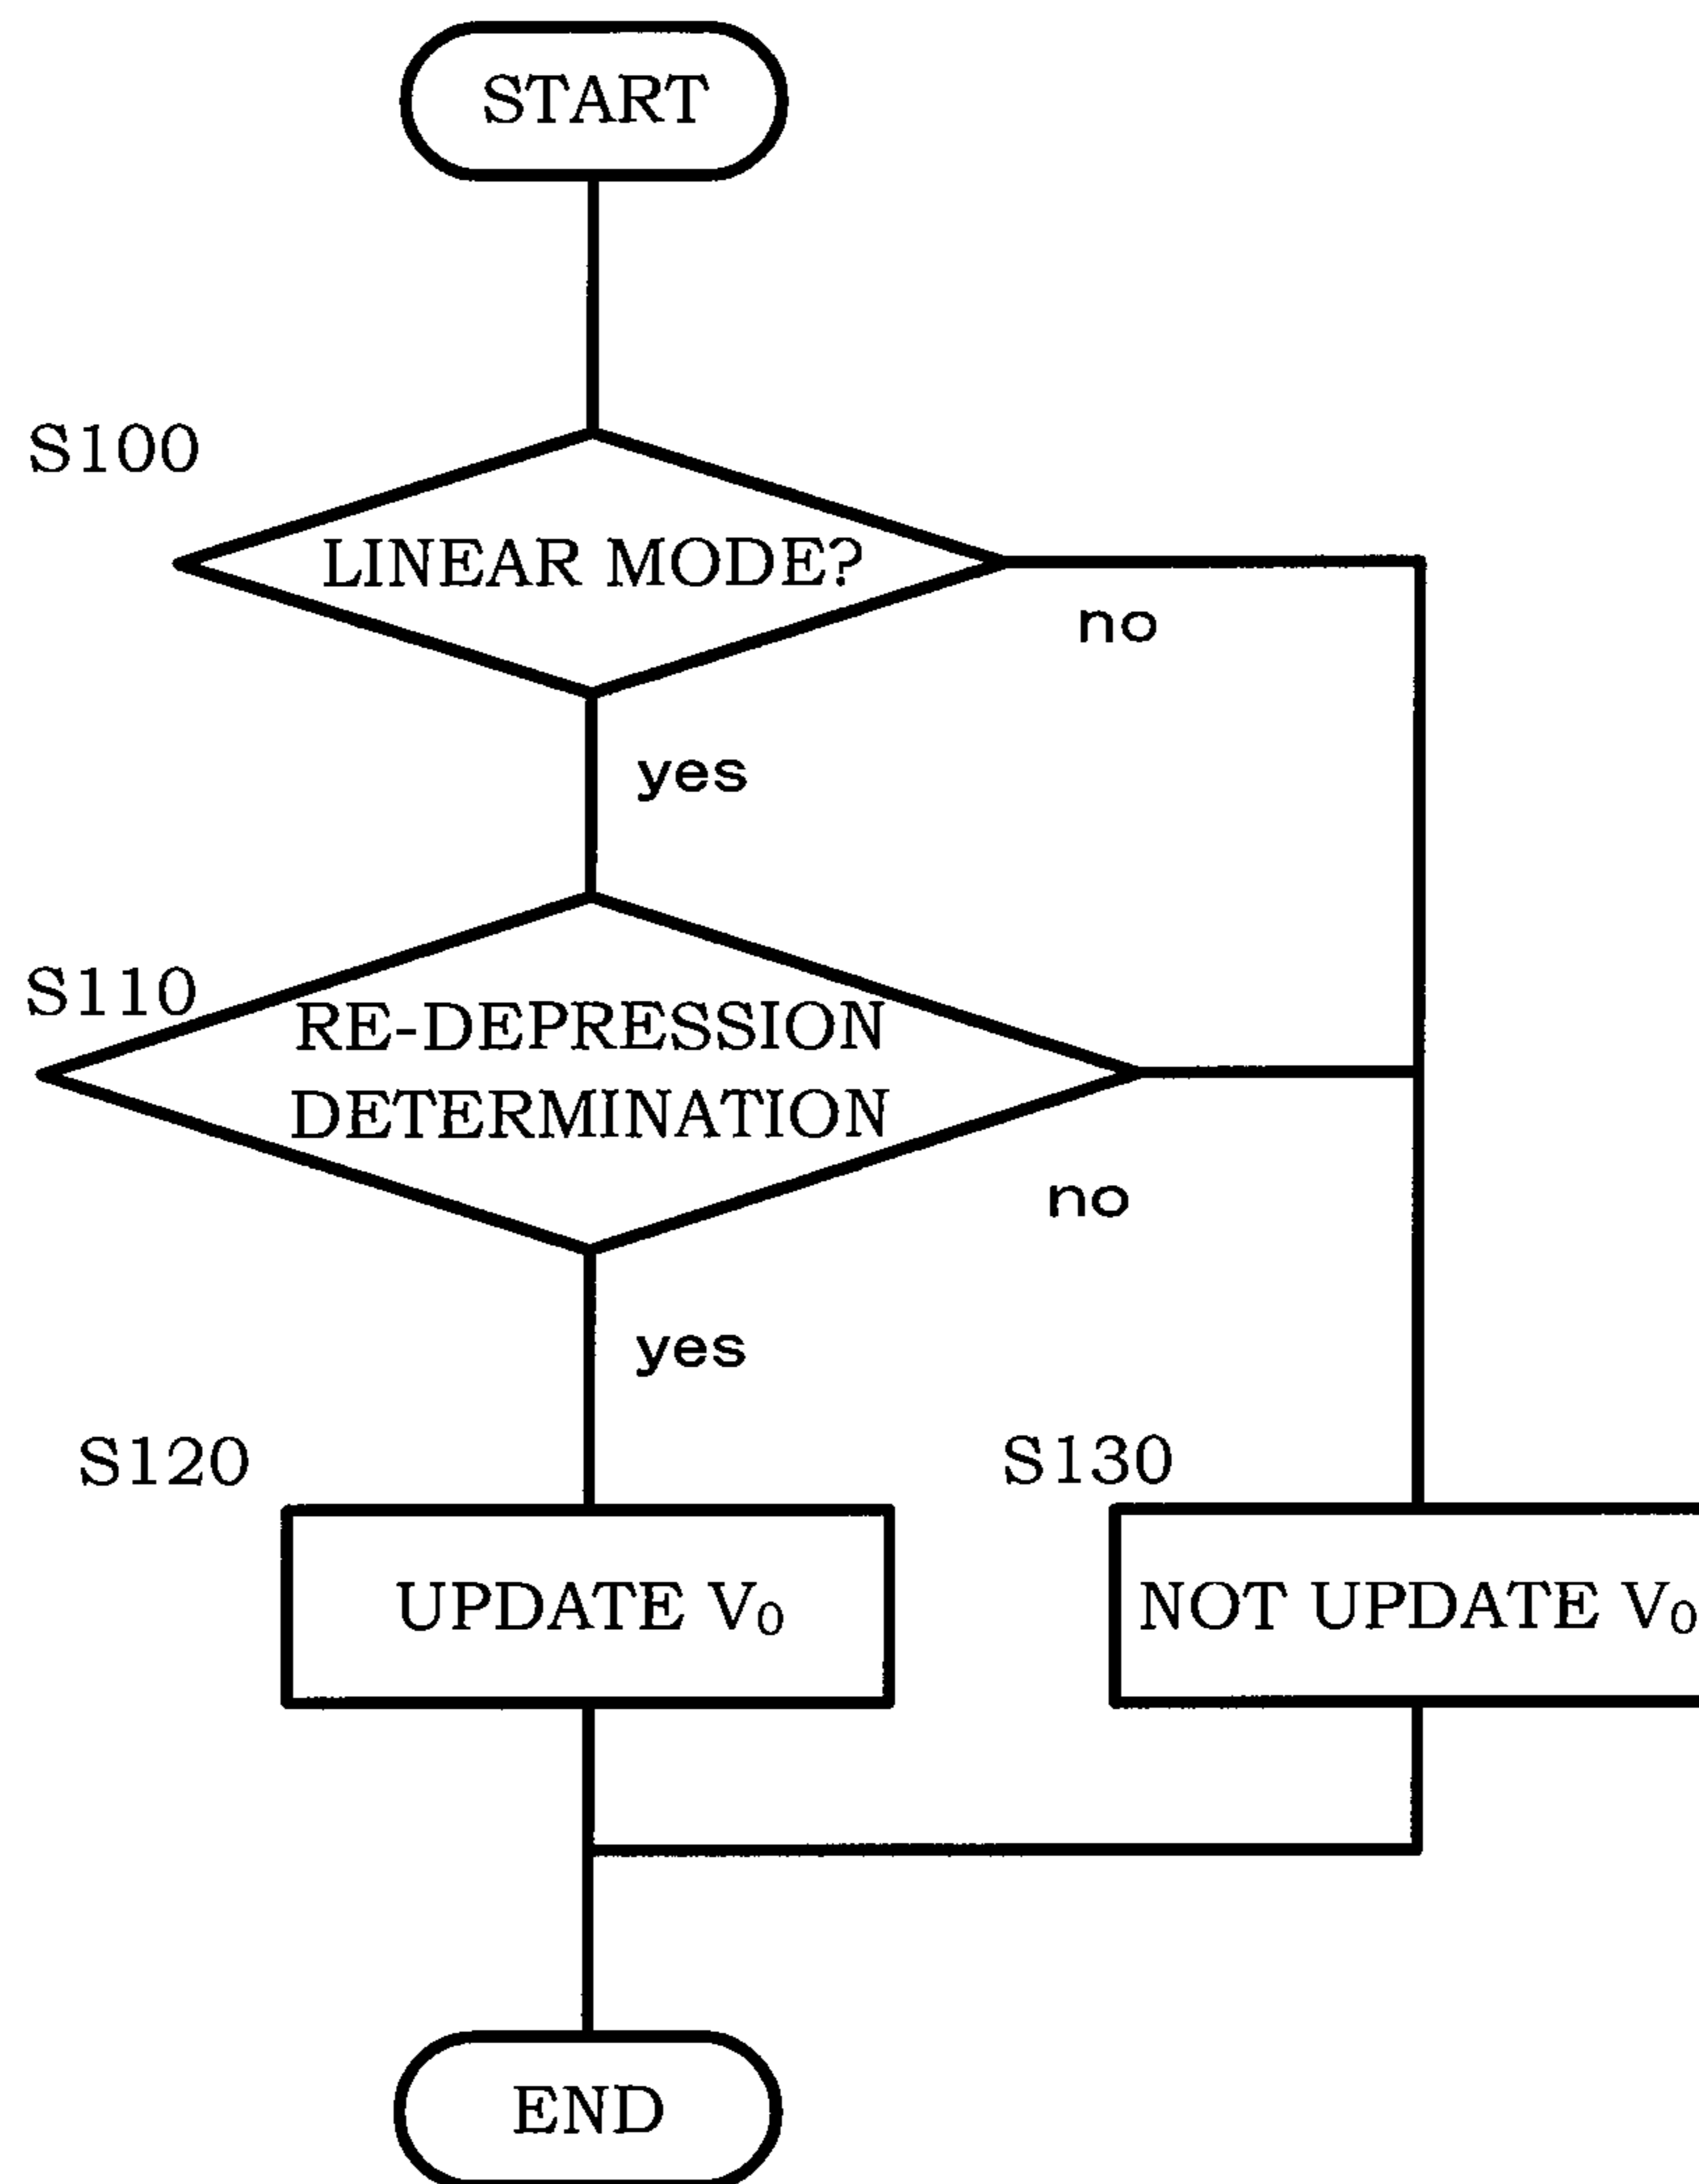 START
S100
LINEAR MODE?
no
yes
S110
RE-DEPRESSION
DETERMINATION
no
yes
S120
S130
UPDATE V₀
NOT UPDATE V₀
END